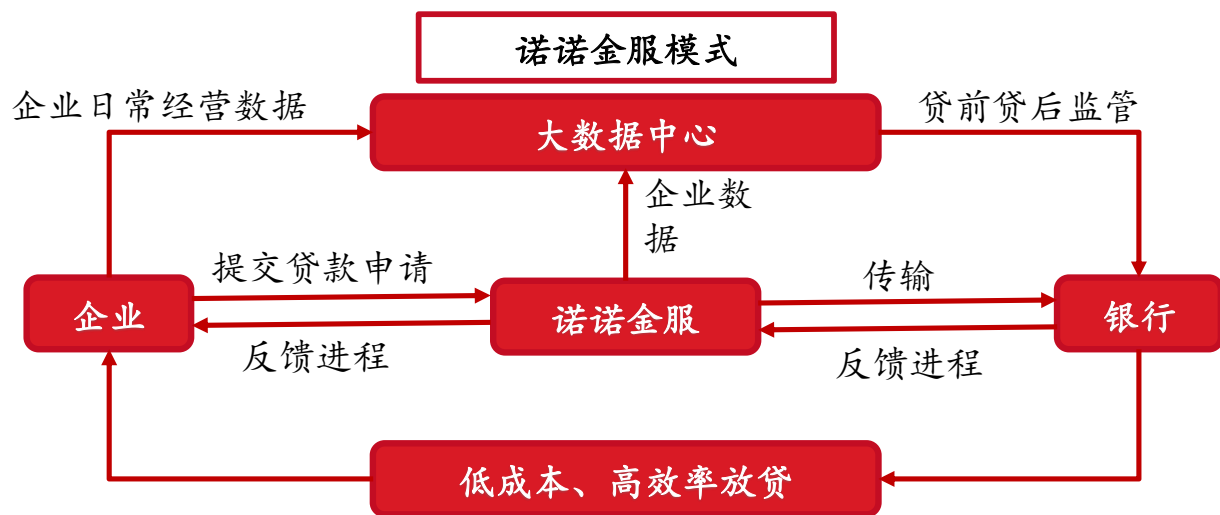 诺诺金服模式
企业日常经营数据
贷前贷后监管
大数据中心
企业数
据
提交贷款申请
传输
企业
诺诺金服
银行
反馈进程
反馈进程
低成本、高效率放贷